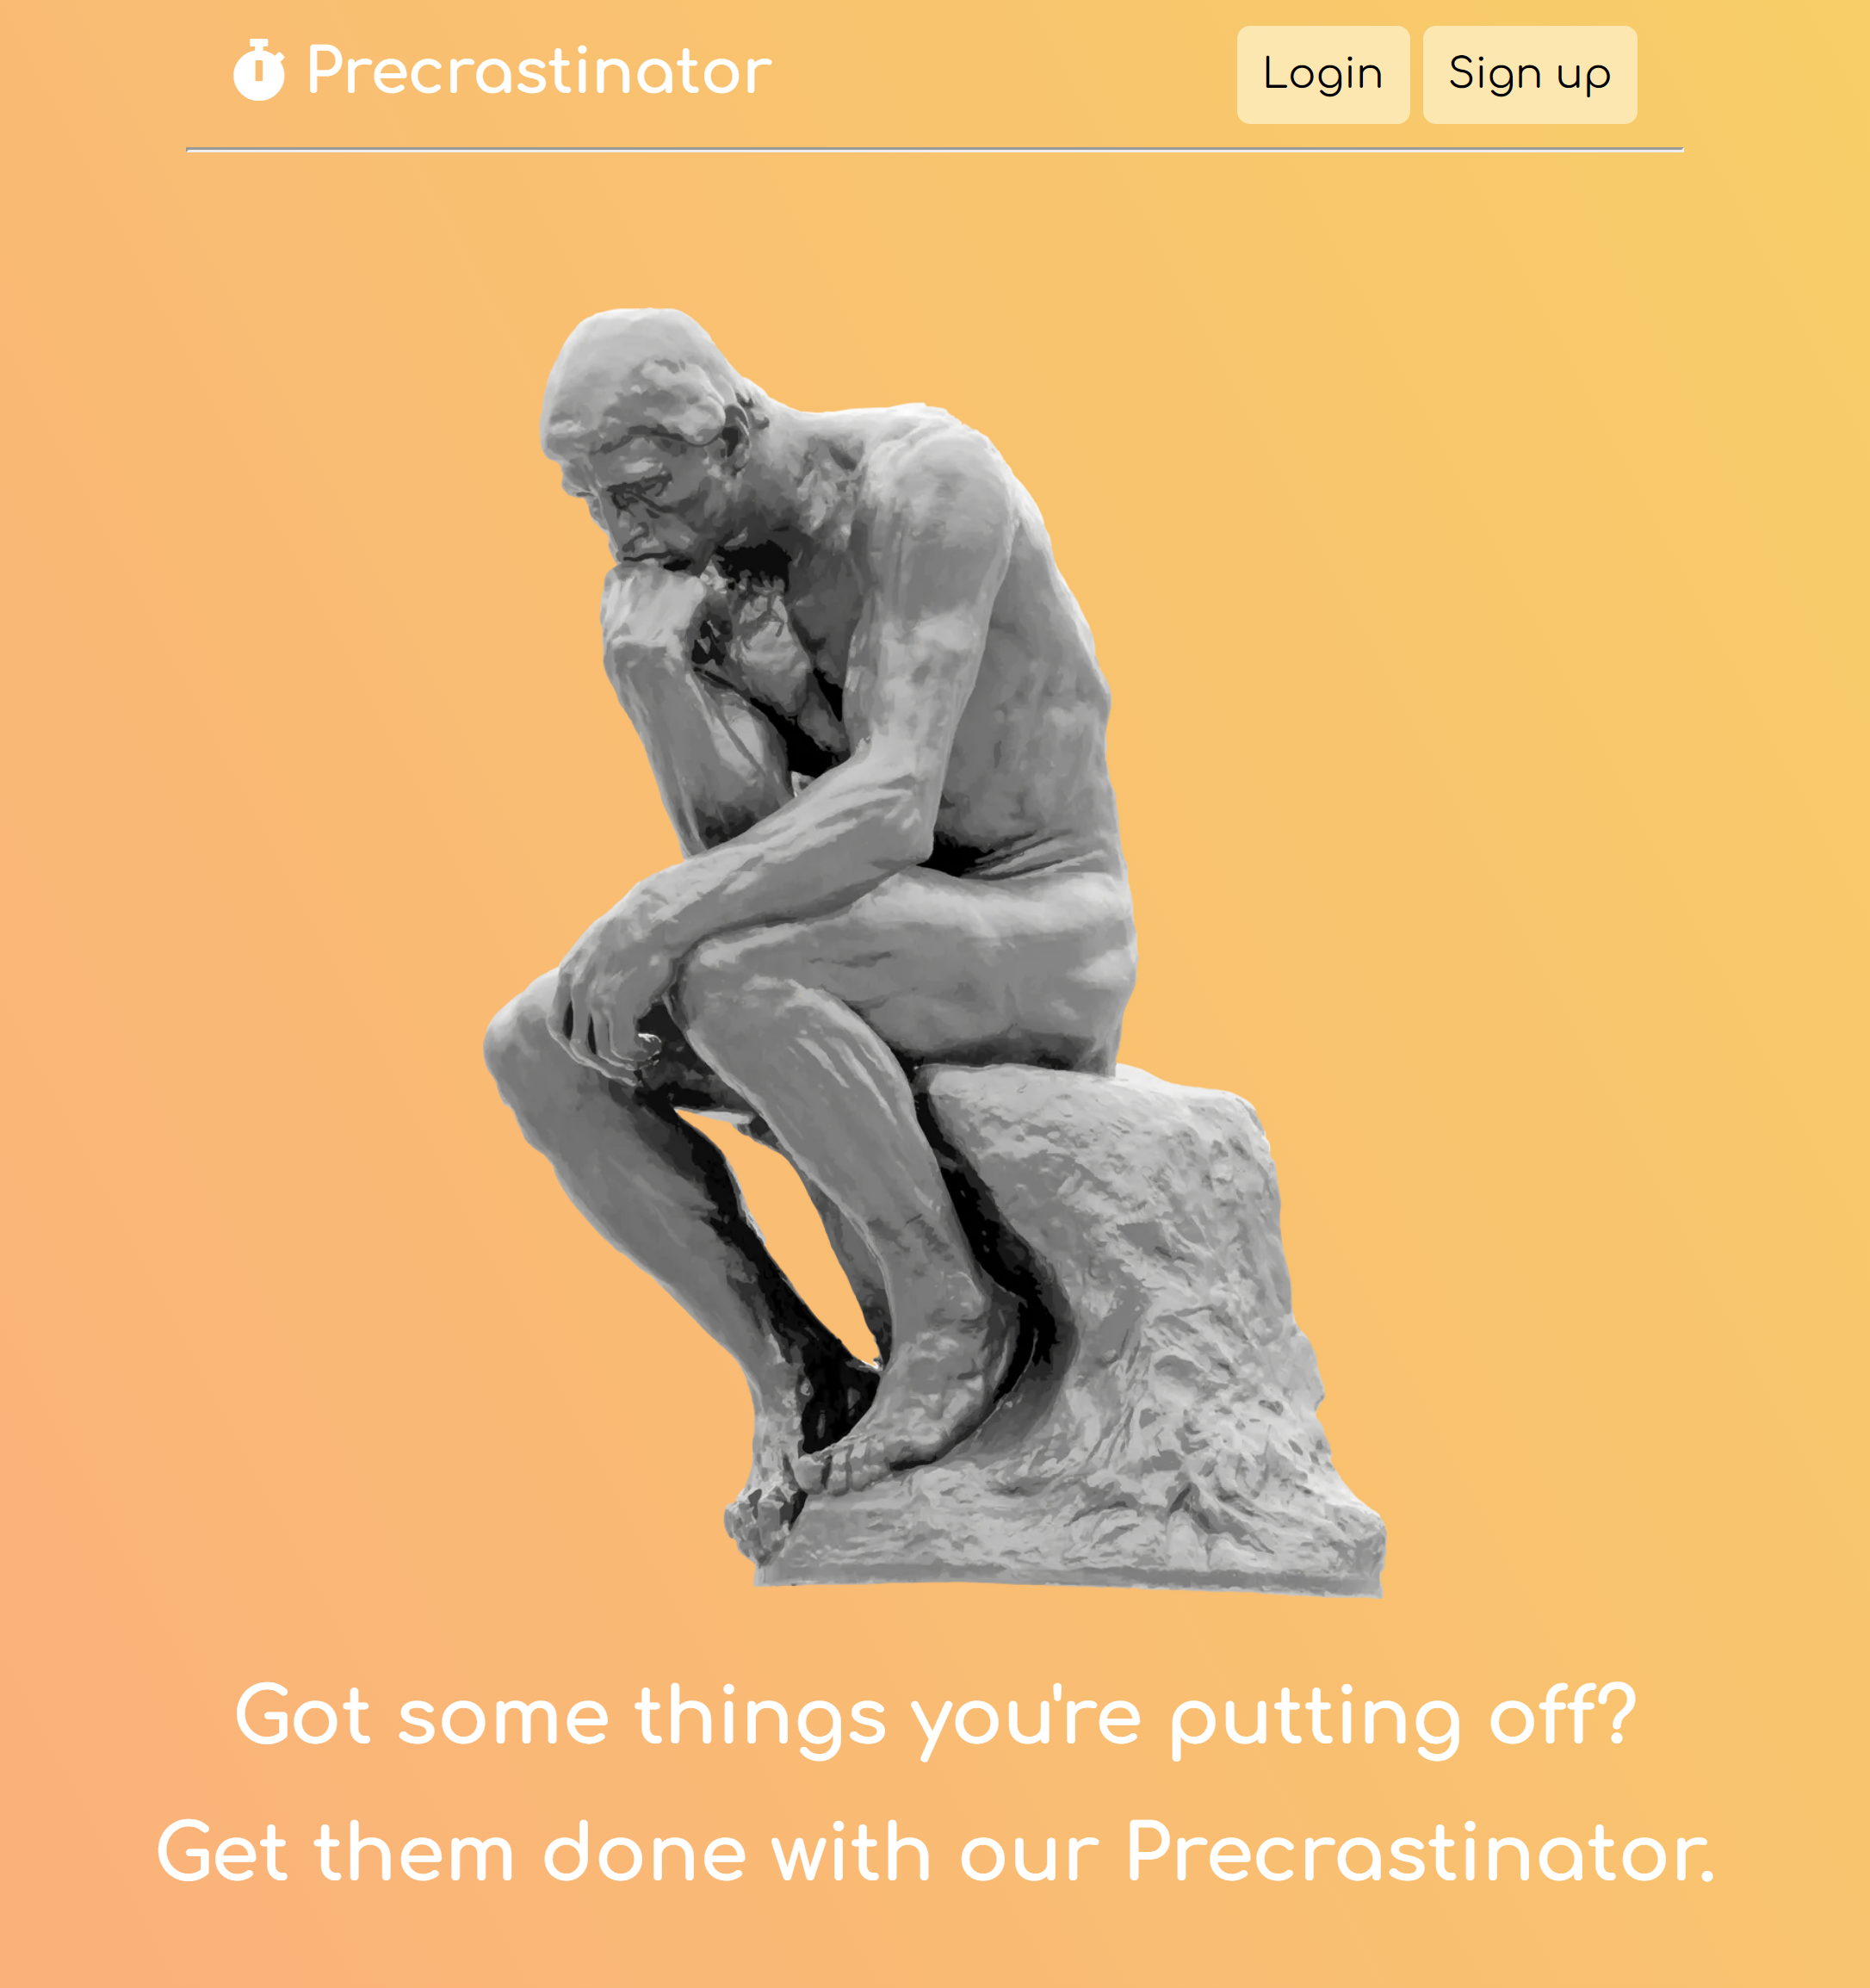 Precrastinator
Login
Sign up
Got some things you're putting off?
Get them done with our Precrastinator.